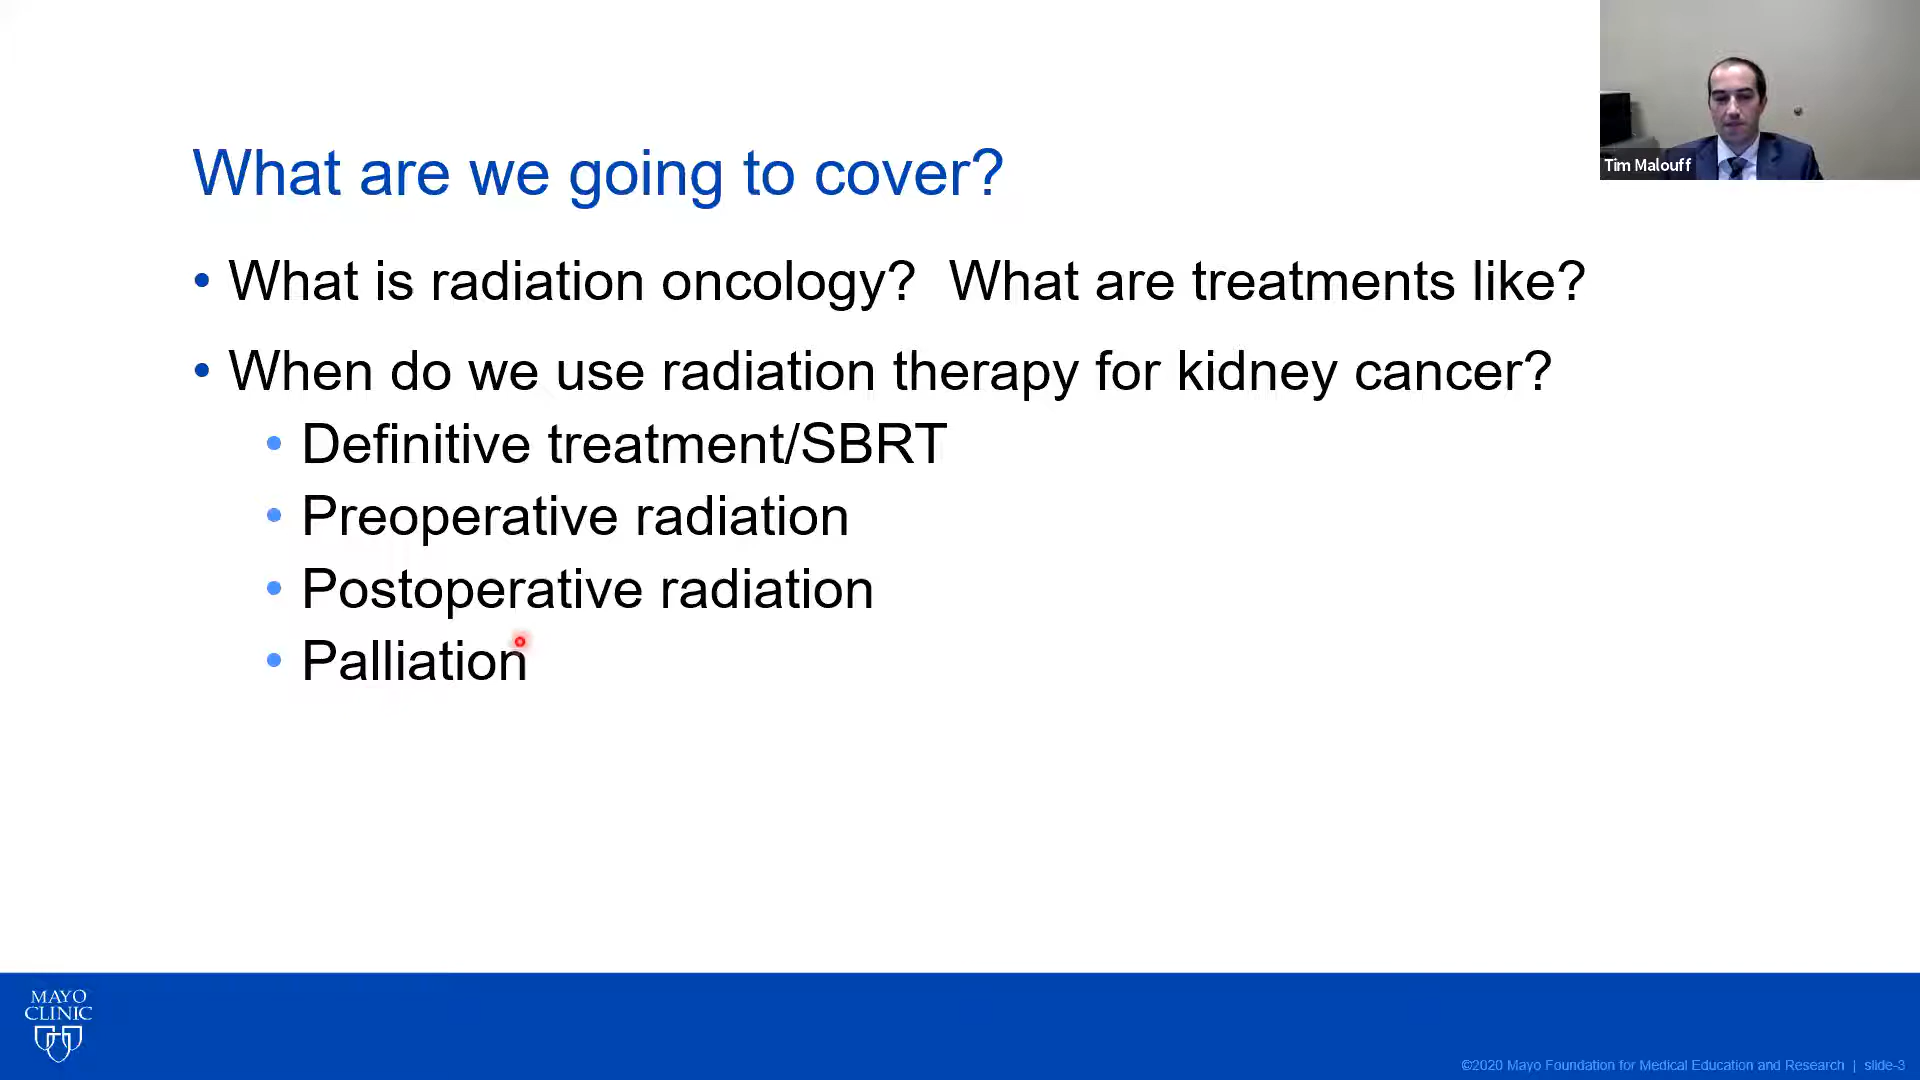 What are we going to cover?
• What is radiation oncology?  What are treatments like?
• When do we use radiation therapy for kidney cancer?
• Definitive treatment/SBRT
• Preoperative radiation
• Postoperative radiation
• Palliation
Tim Malouff
MAYO
CLINIC
©2020 Mayo Foundation for Medical Education and Research | slide-3